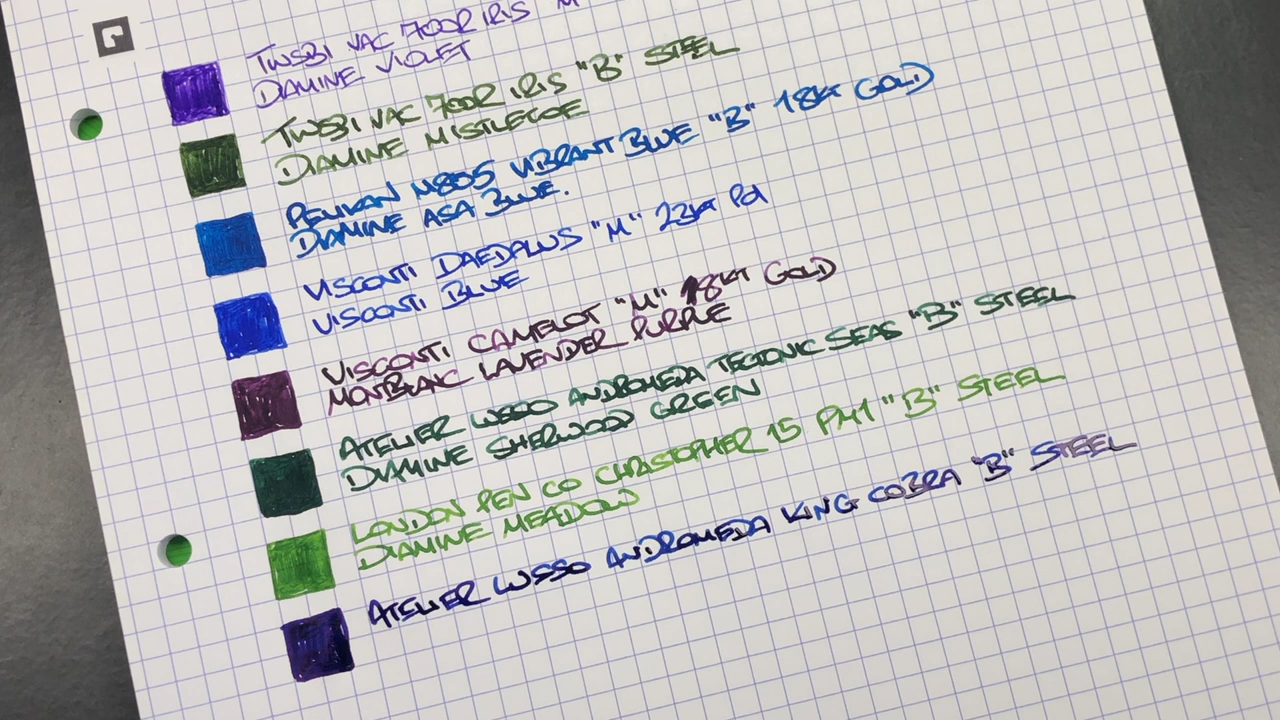 TWSBI VAC 700R IRIS "M"
DIAMINE VIOLET
TWSBI VAC 700R IRIS "B" STEEL
DIAMINE MISTLETOE
PELIKAN M805 VIBRANT BLUE "B" 18KT GOLD
DIAMINE ASA BLUE.
VISCONTI DAEDALUS "M" 23KT Pd
VISCONTI BLUE
VISCONTI CAMELOT "M" 18KT GOLD
MONTBLANC LAVENDER PURPLE
ATELIER LUSSO ANDROMEDA TECTONIC SEAS "B" STEEL
DIAMINE SHERWOOD GREEN
LONDON PEN CO CHRISTOPHER 15 PM1 "B" STEEL
DIAMINE MEADOW
ATELIER LUSSO ANDROMEDA KING COBRA "B" STEEL